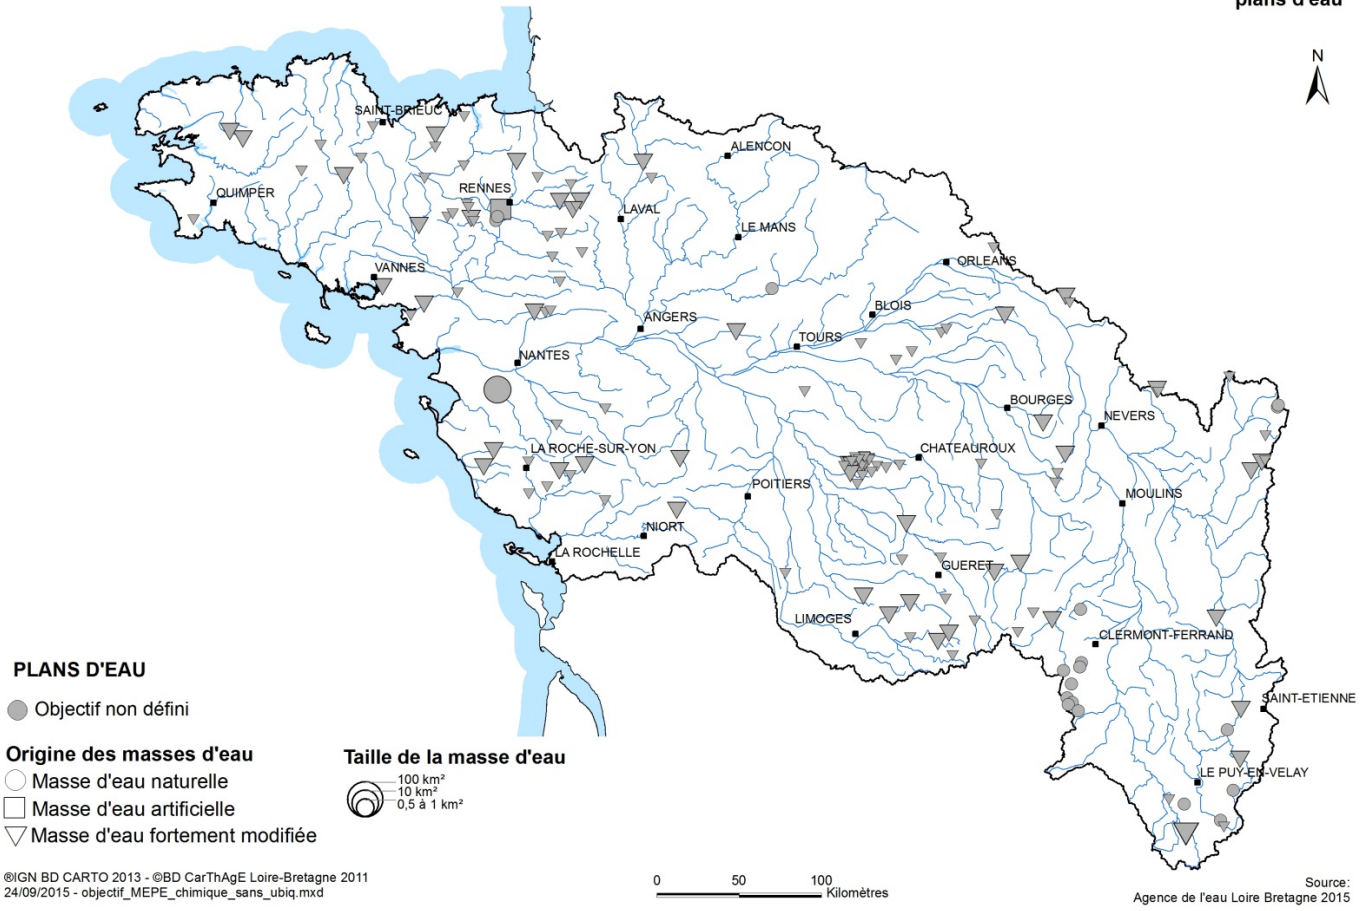 plans d'eau
N
SAINT-BRIEUC
ALENCON
QUIMPER
RENNES
LAVAL
LE MANS
VANNES
ORLEANS
BLOIS
ANGERS
TOURS
NANTES
BOURGES
NEVERS
LA ROCHE-SUR-YON
CHATEAUROUX
POITIERS
MOULINS
NIORT
LA ROCHELLE
GUERET
LIMOGES
CLERMONT-FERRAND
SAINT-ETIENNE
LE PUY-EN-VELAY
PLANS D'EAU
Objectif non défini
Origine des masses d'eau
Masse d'eau naturelle
Masse d'eau artificielle
Masse d'eau fortement modifiée
Taille de la masse d'eau
100 km²
10 km²
0,5 à 1 km²
®IGN BD CARTO 2013 - ©BD CarThAgE Loire-Bretagne 2011
24/09/2015 - objectif_MEPE_chimique_sans_ubiq.mxd
0 50 100
Kilomètres
Source:
Agence de l'eau Loire Bretagne 2015